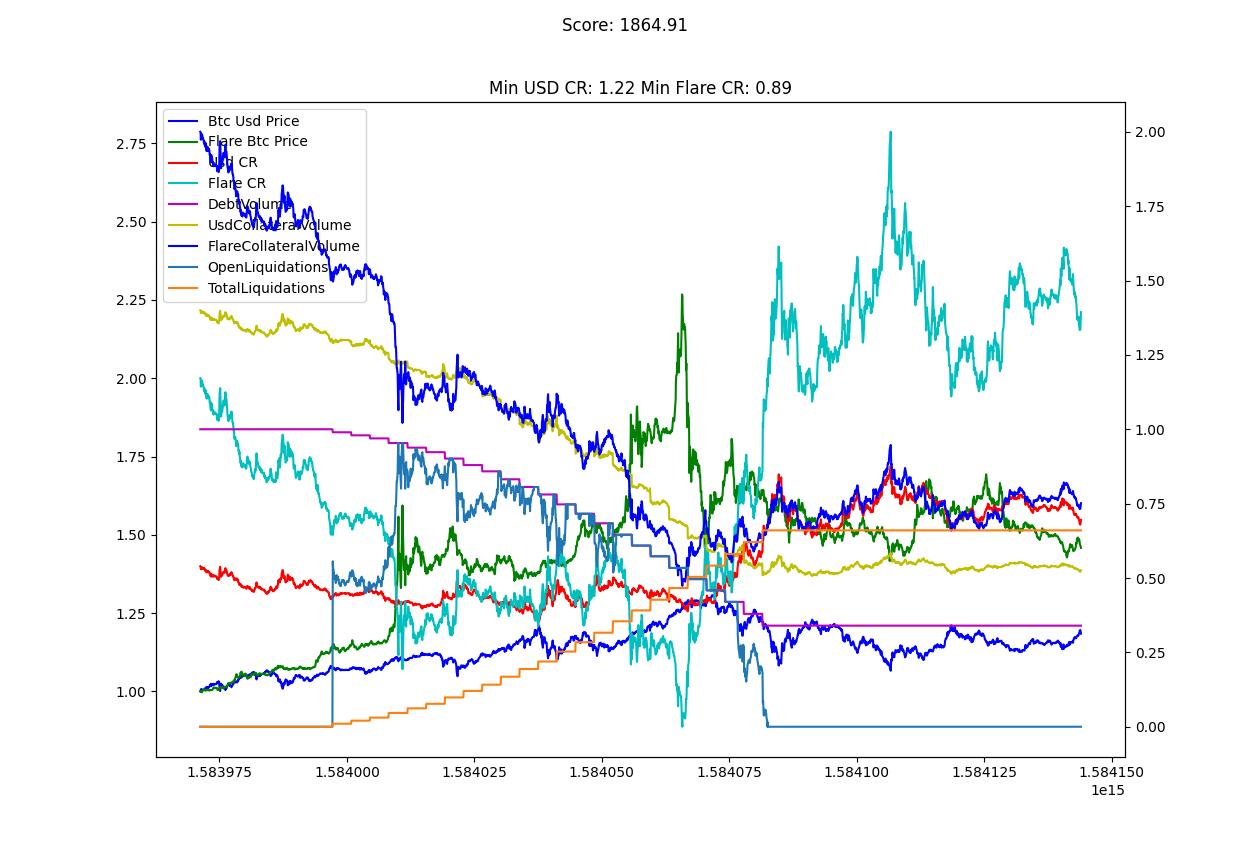 Score: 1864.91
Min USD CR: 1.22 Min Flare CR: 0.89
Btc Usd Price
Flare Btc Price
Usd CR
Flare CR
DebtVolume
UsdCollateralVolume
FlareCollateralVolume
OpenLiquidations
TotalLiquidations
2.75
2.50
2.25
2.00
1.75
1.50
1.25
1.00
2.00
1.75
1.50
1.25
1.00
0.75
0.50
0.25
0.00
1.583975 1.584000 1.584025 1.584050 1.584075 1.584100 1.584125 1.584150
1e15